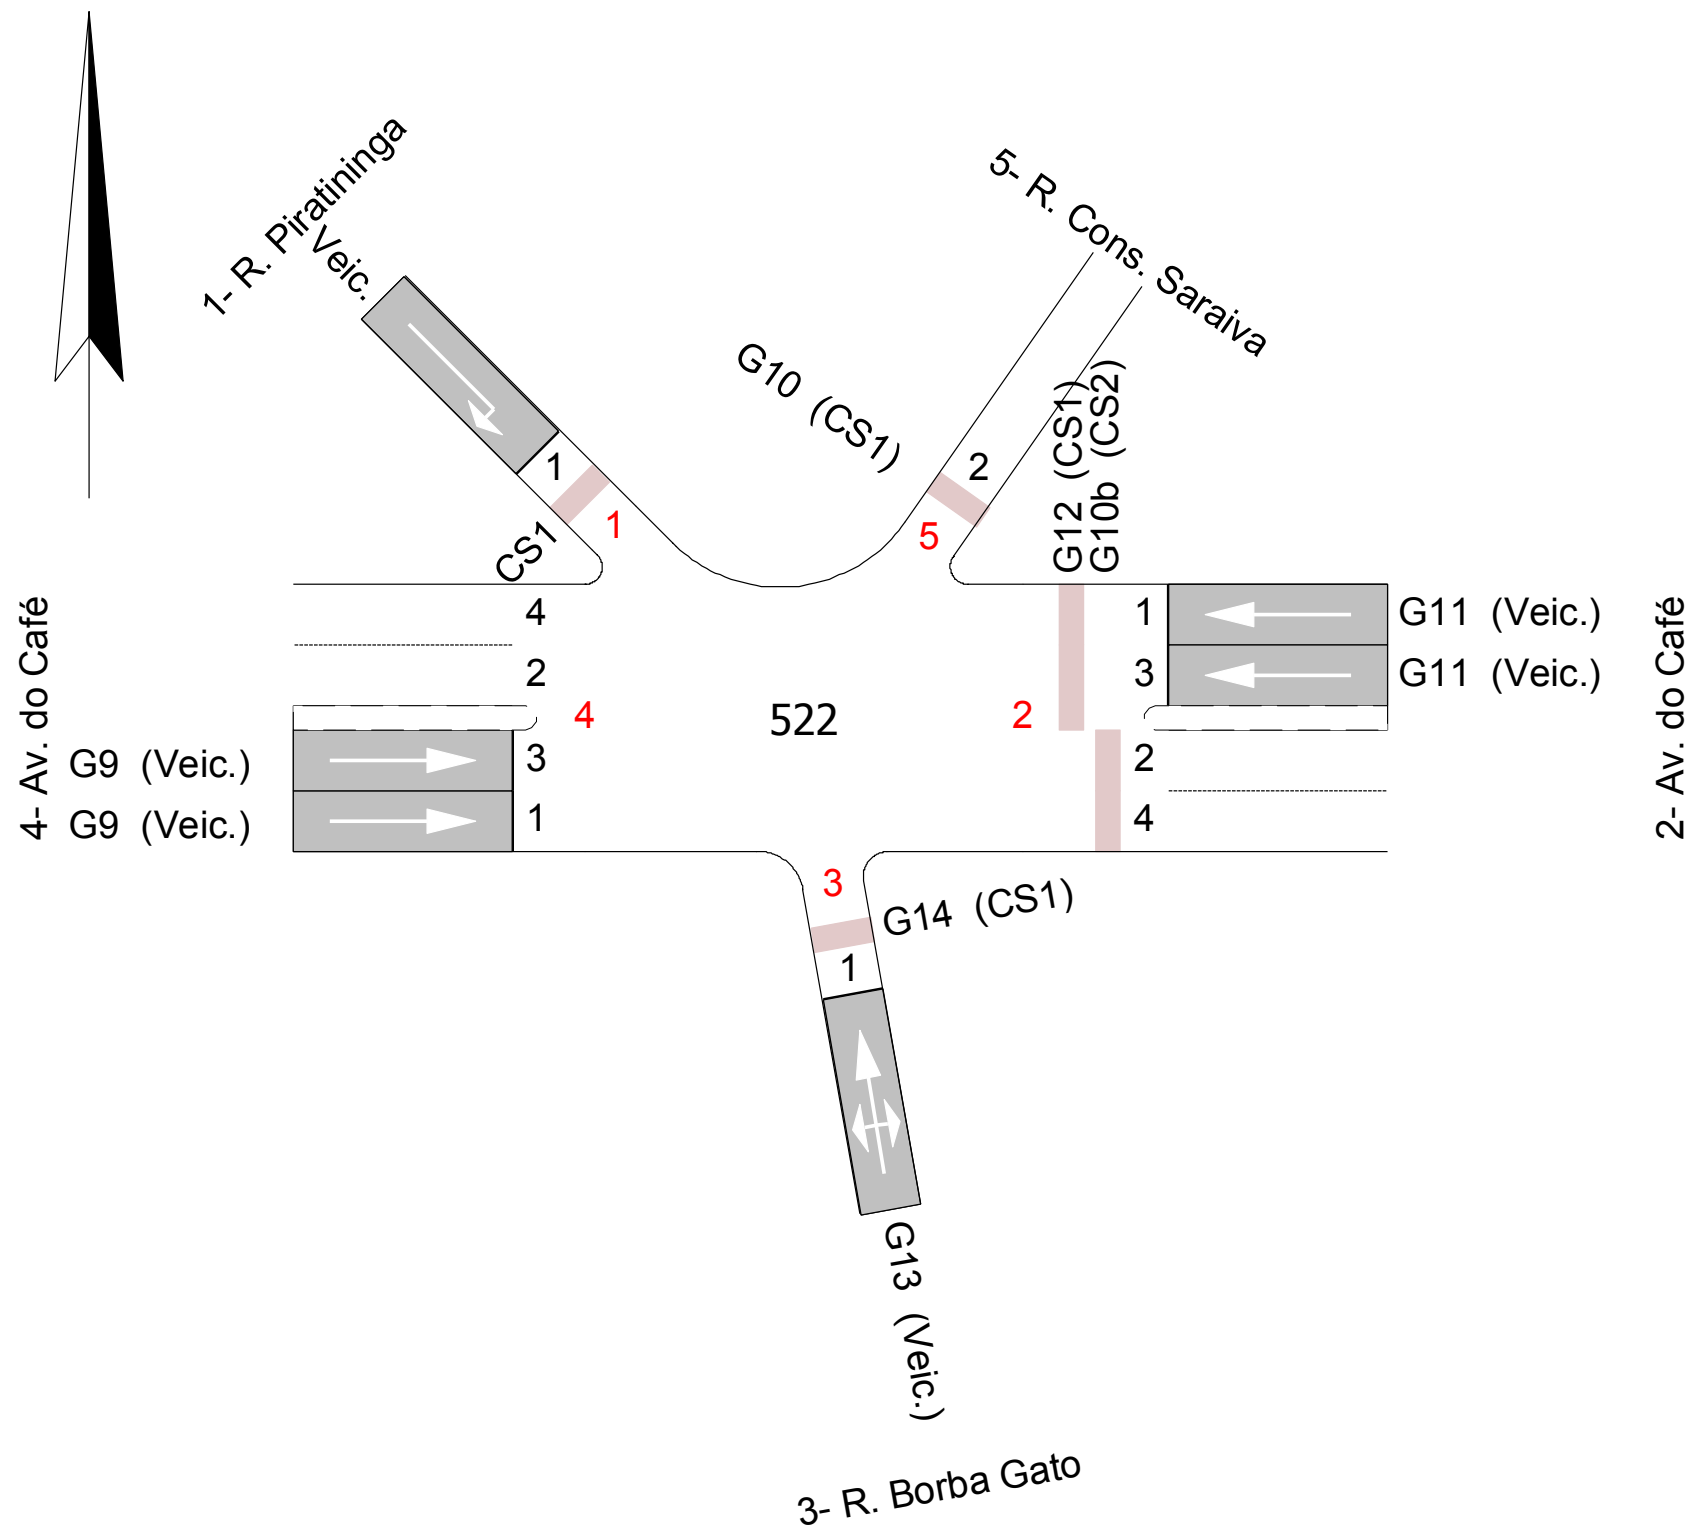 1- R. Piratininga
Veic.
5- R. Cons. Saraiva
G10 (CS1)
G12 (CS1)
G10b (CS2)
1
2
1
5
CS1
4
1
G11 (Veic.)
2
3
G11 (Veic.)
4- Av. do Café
4
522
2
2- Av. do Café
G9 (Veic.)
3
2
G9 (Veic.)
1
4
3
G14 (CS1)
1
G13 (Veic.)
3- R. Borba Gato